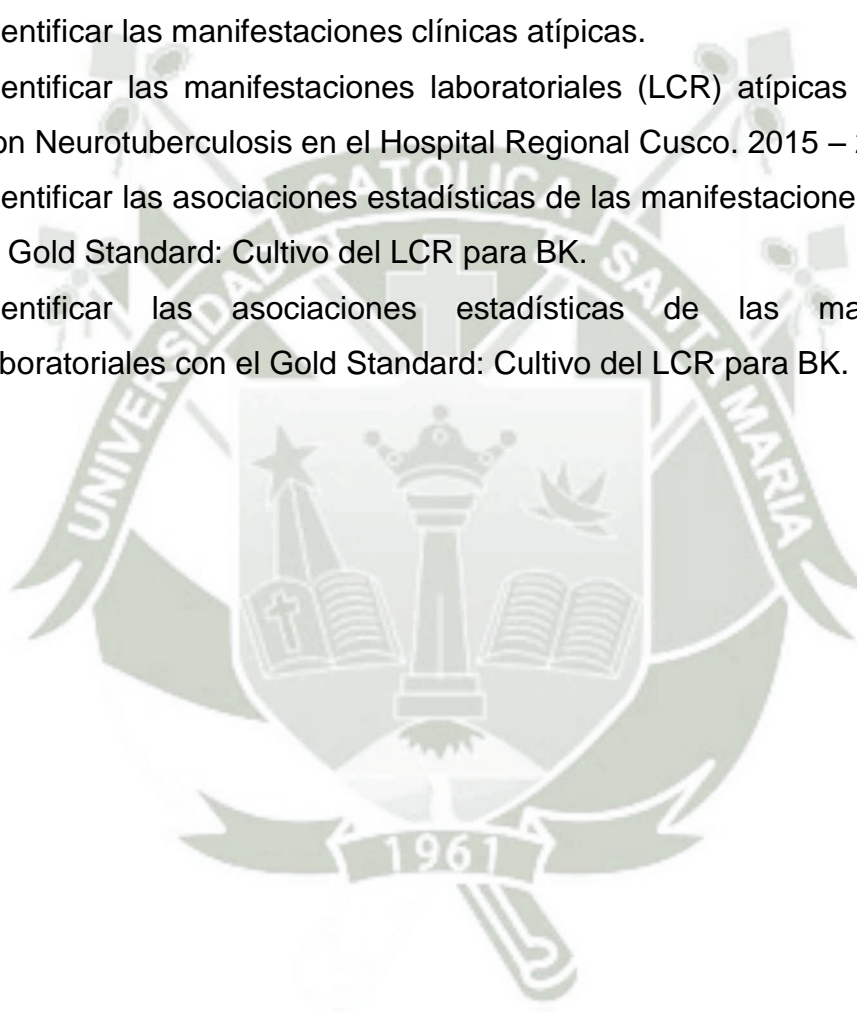 entificar las manifestaciones clínicas atípicas.
entificar las manifestaciones laboratoriales (LCR) atípicas
on Neurotuberculosis en el Hospital Regional Cusco. 2015 –
entificar las asociaciones estadísticas de las manifestacione
Gold Standard: Cultivo del LCR para BK.
entificar las asociaciones estadísticas de las ma
boratoriales con el Gold Standard: Cultivo del LCR para BK.
UNIVERSIDAD CATÓLICA SANTA MARIA
1961